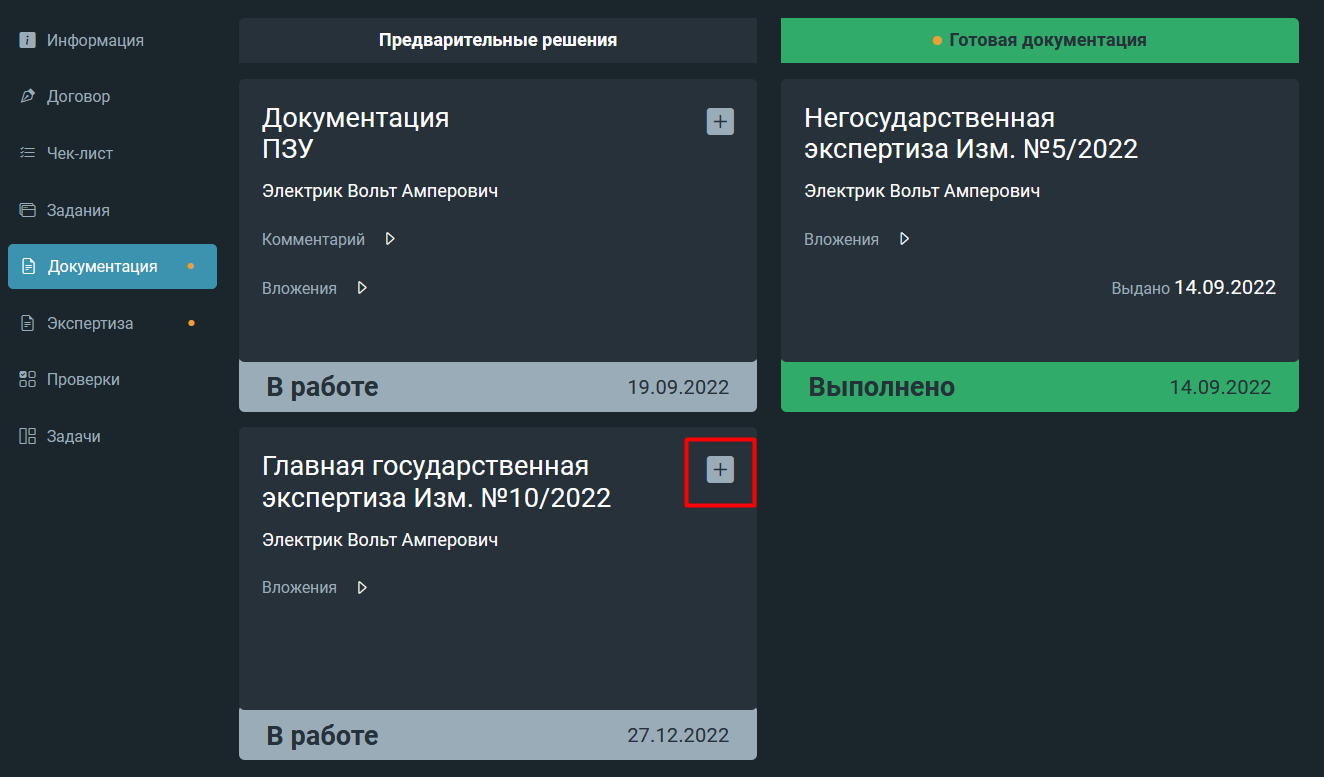 Информация
Договор
Чек-лист
Задания
Документация
Экспертиза
Проверки
Задачи
Предварительные решения
Документация
ПЗУ
Электрик Вольт Амперович
Комментарий
Вложения
В работе 19.09.2022
Главная государственная
экспертиза Изм. №10/2022
Электрик Вольт Амперович
Вложения
В работе 27.12.2022
Готовая документация
Негосударственная
экспертиза Изм. №5/2022
Электрик Вольт Амперович
Вложения
Выдано 14.09.2022
Выполнено 14.09.2022